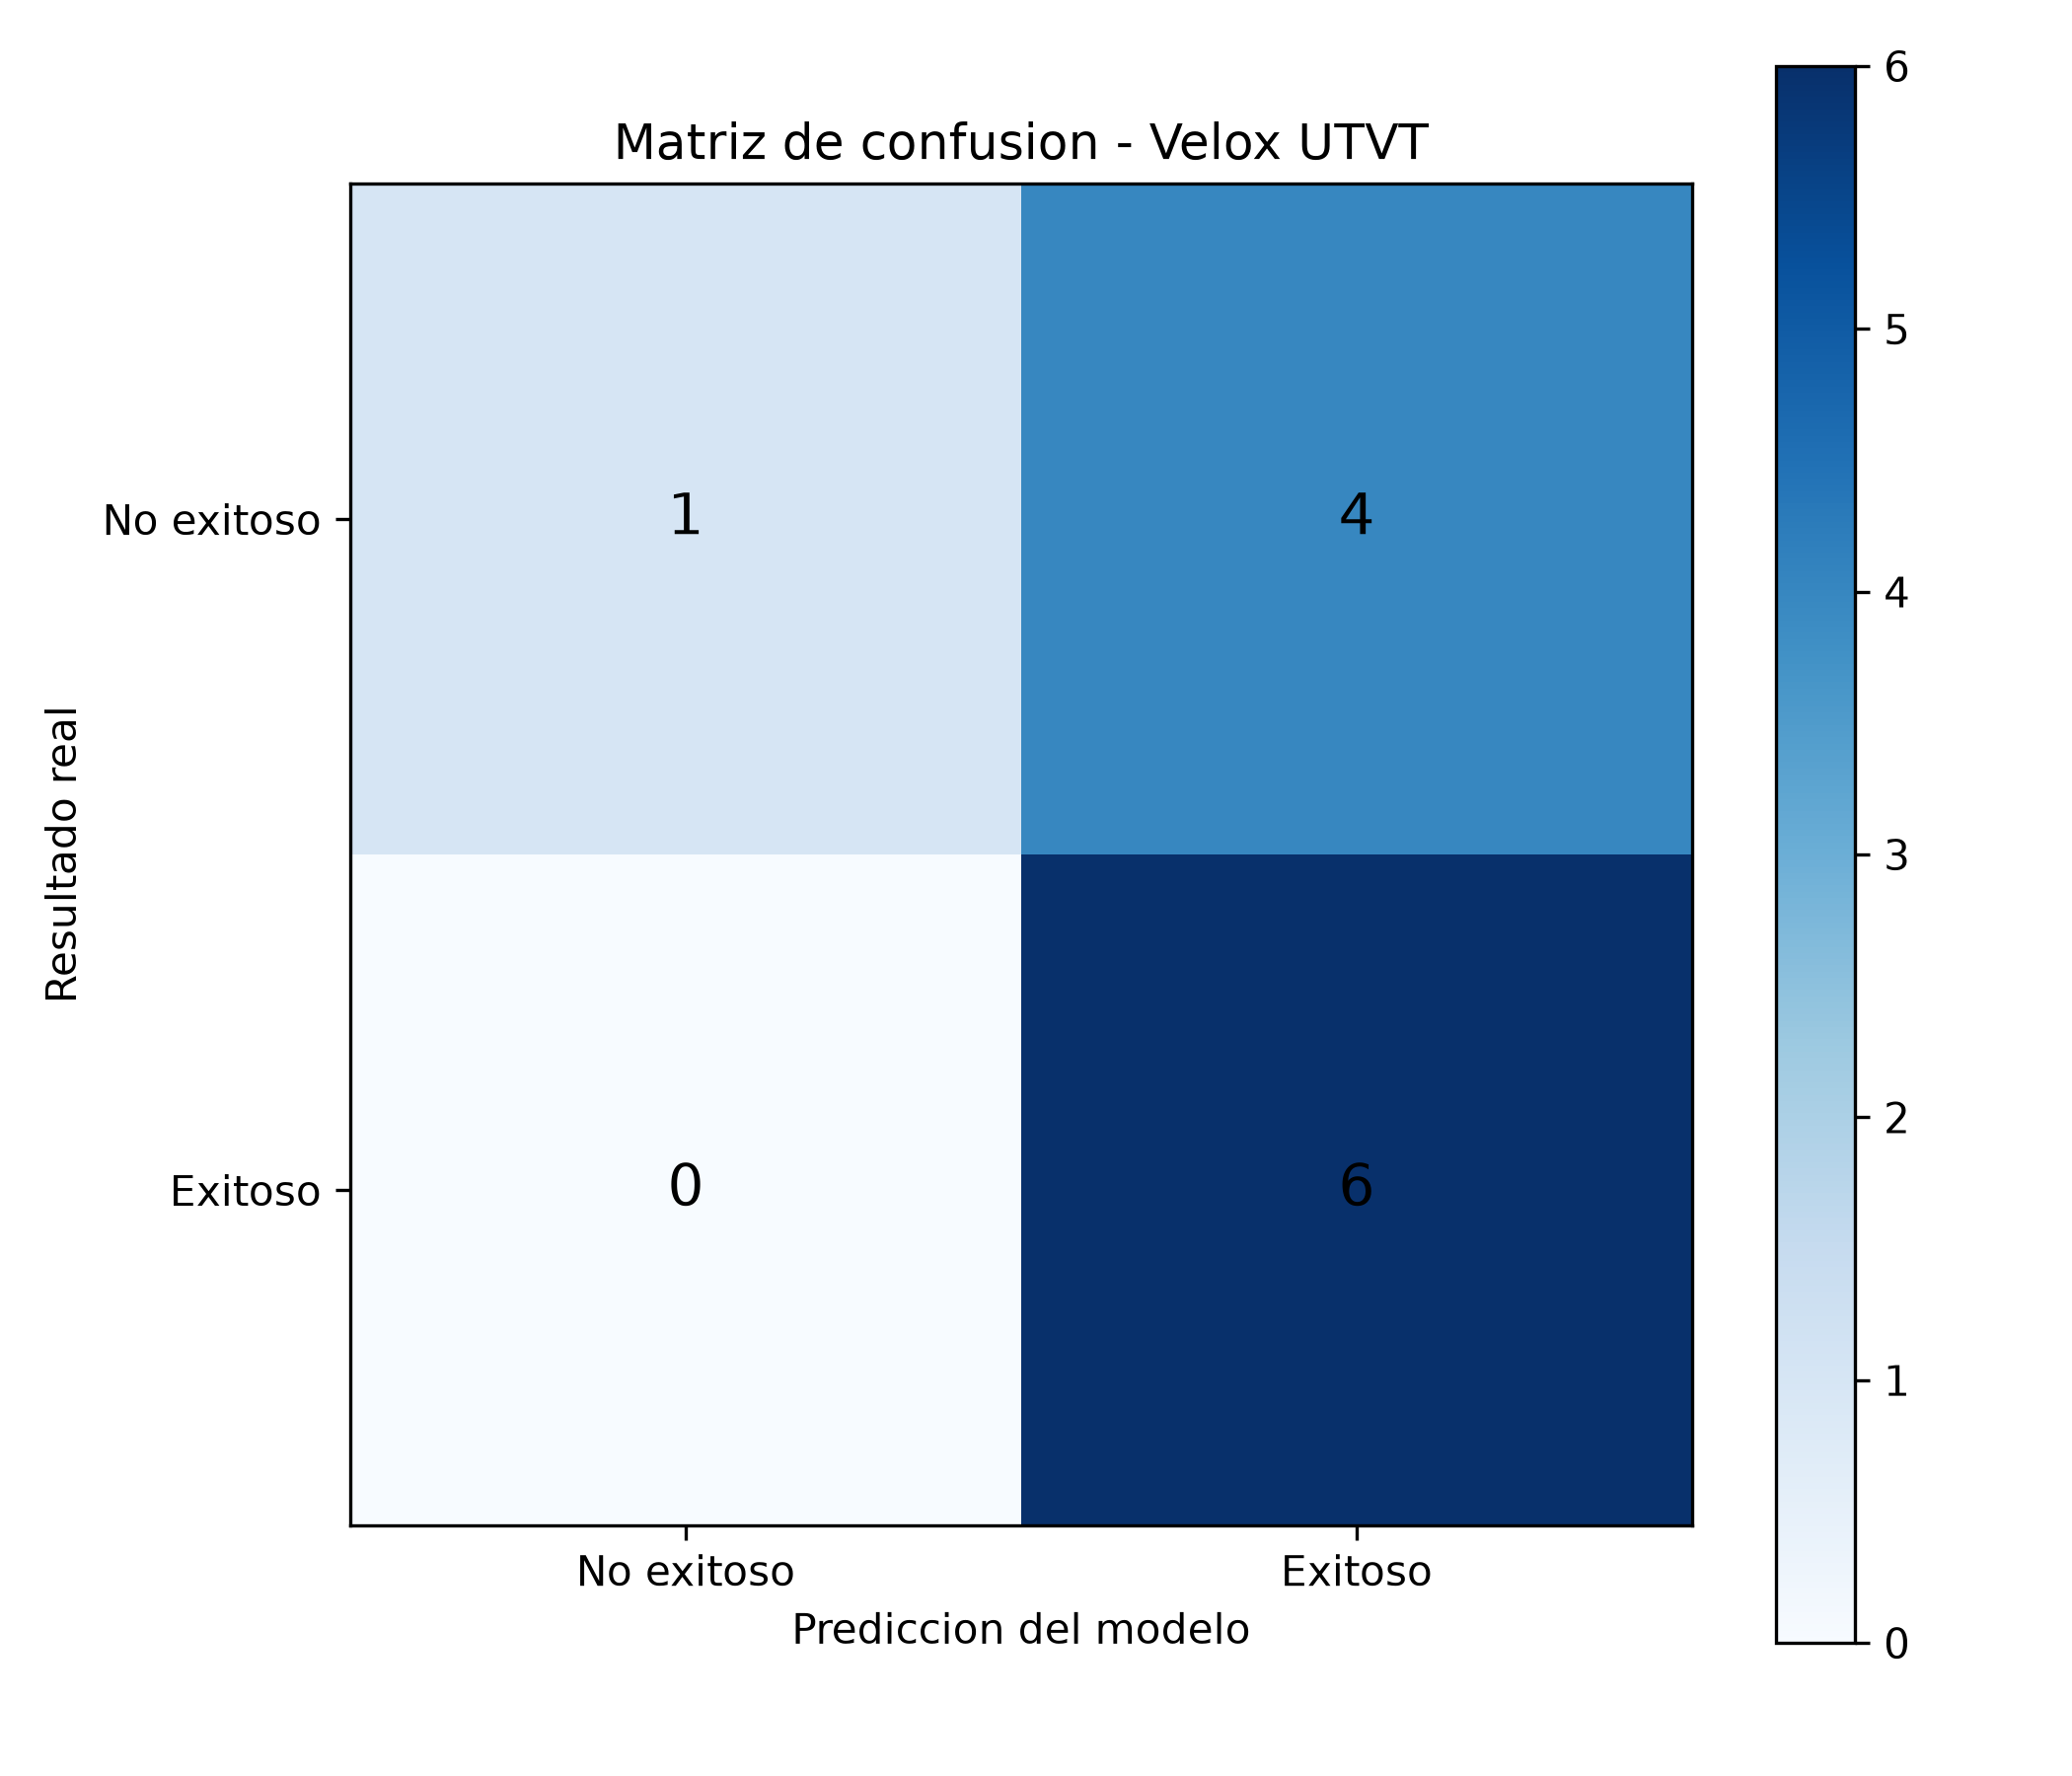 Matriz de confusion - Velox UTVT
No exitoso
1
4
Exitoso
0
6
Resultado real
No exitoso
Exitoso
Prediccion del modelo
6
5
4
3
2
1
0